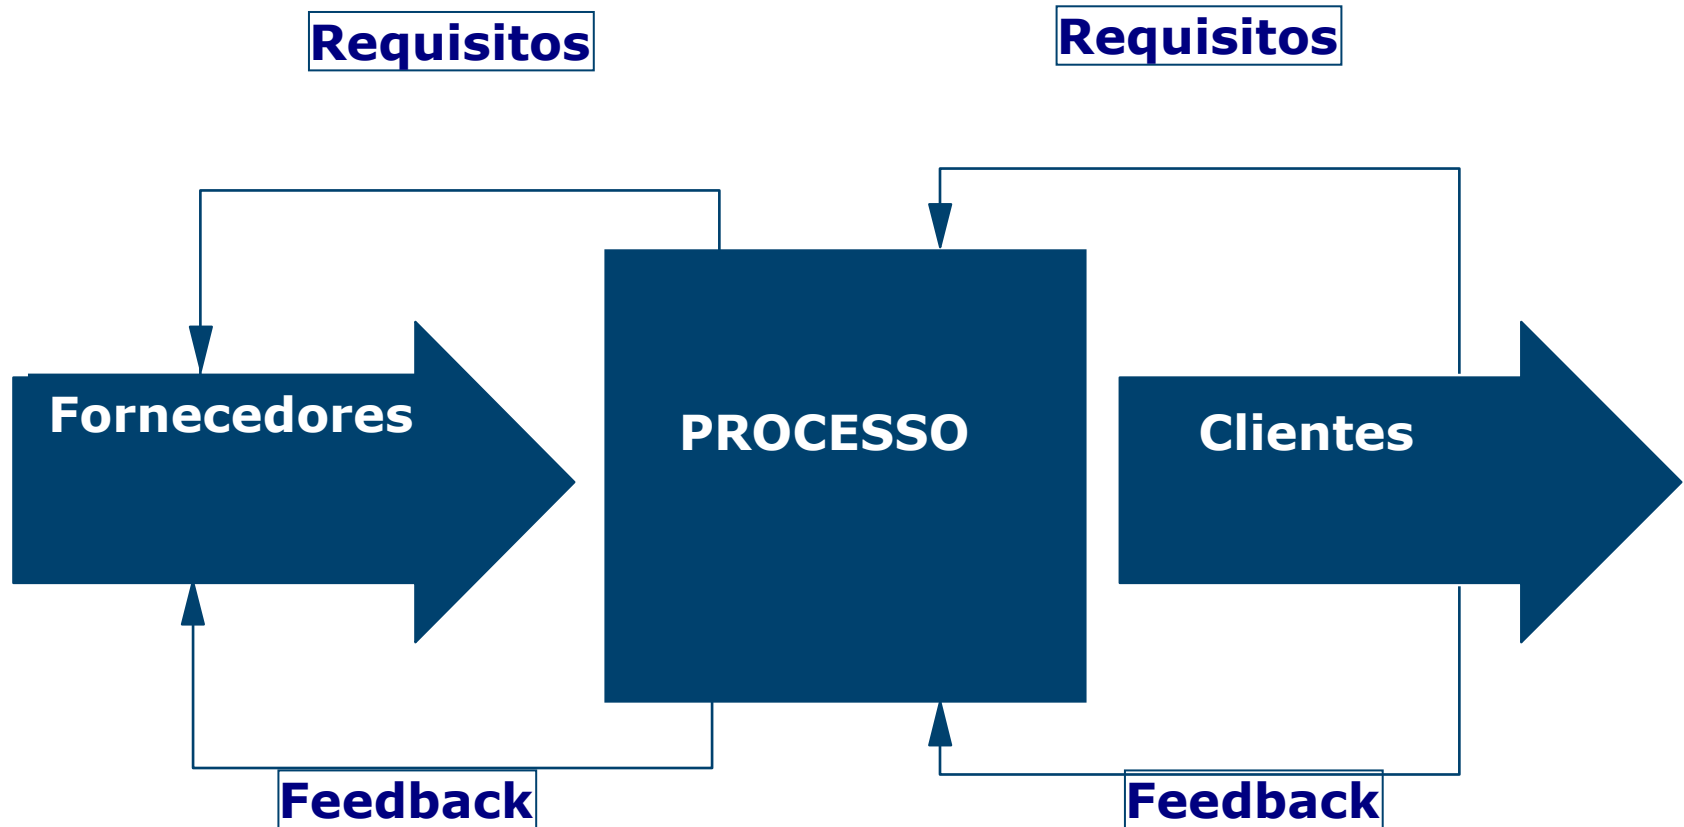 Requisitos
Requisitos
Fornecedores
PROCESSO
Clientes
Feedback
Feedback